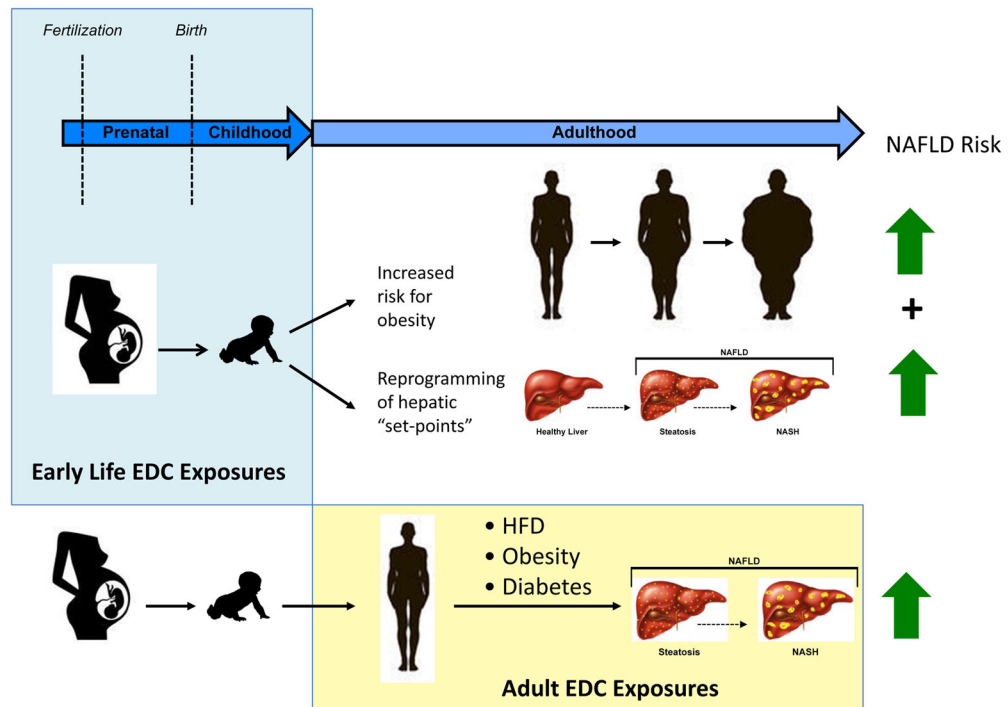 Fertilization
Birth
Prenatal
Childhood
Adulthood
NAFLD Risk
Increased
risk for
obesity
+
Reprogramming
of hepatic
“set-points”
NAFLD
Healthy Liver
Steatosis
NASH
Early Life EDC Exposures
• HFD
• Obesity
• Diabetes
NAFLD
Steatosis
NASH
Adult EDC Exposures